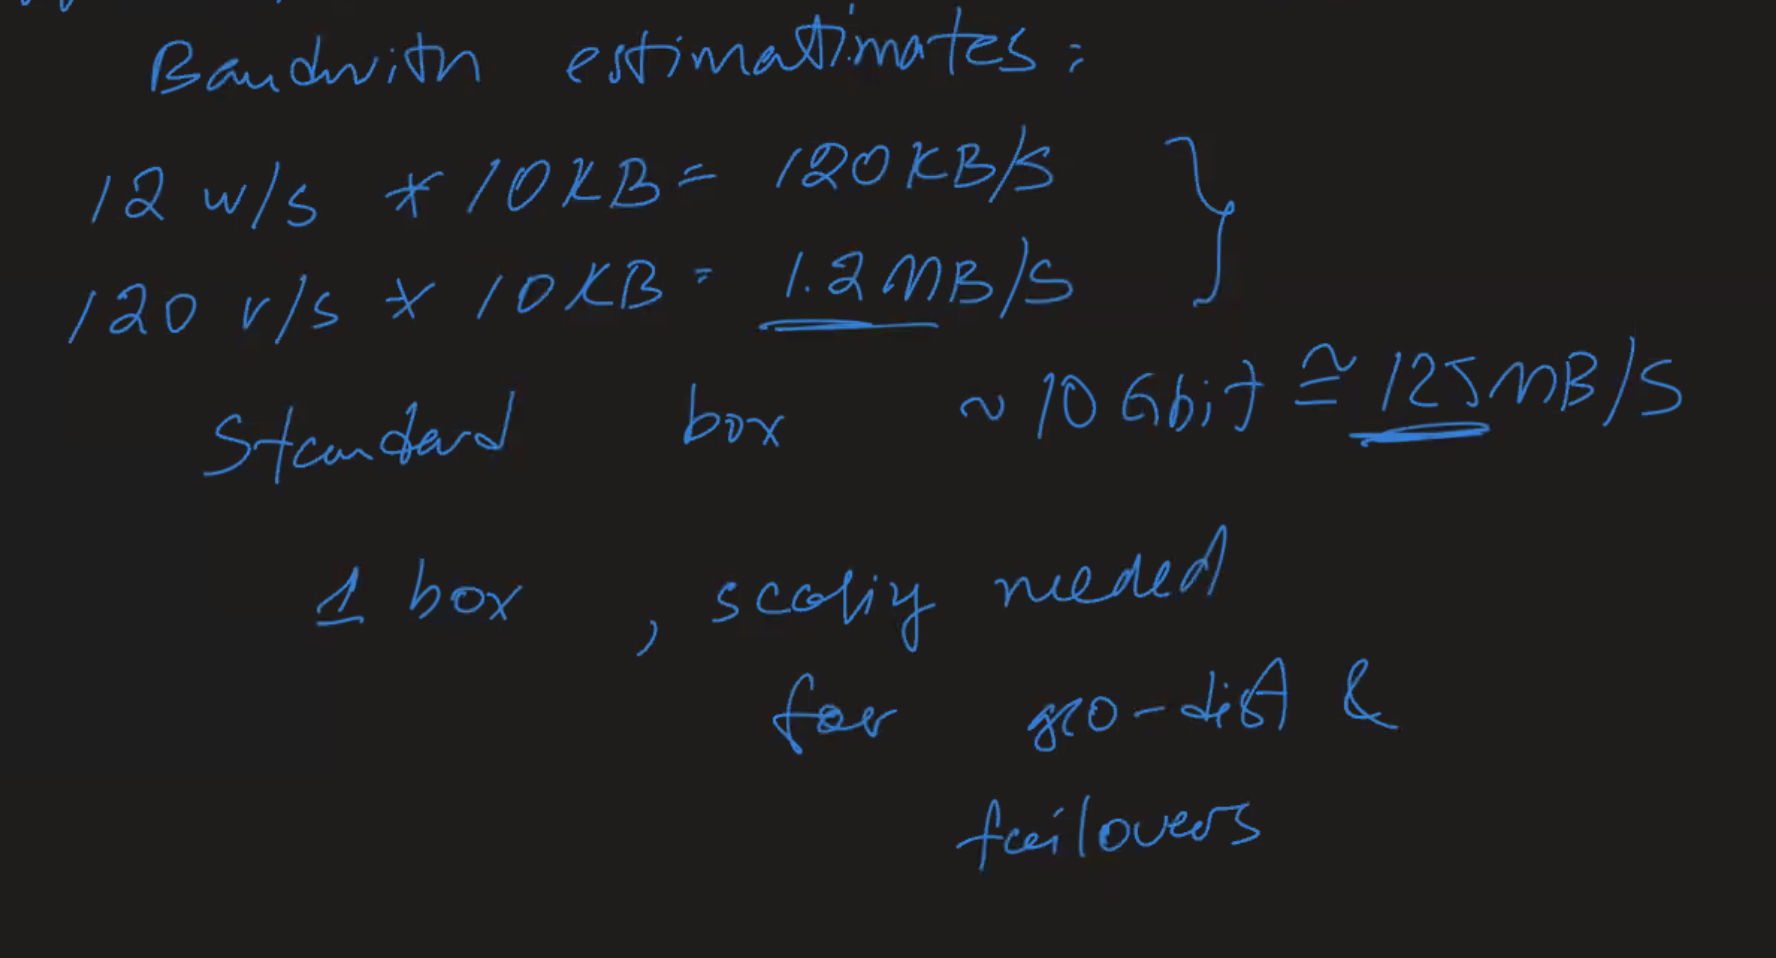 Bandwith estimatimates:
12 w/s * 10KB = 120KB/s
120 r/s * 10KB = 1.2MB/s
Standard box ~10Gbit ≅ 125MB/s
1 box, scaling needed
for geo-dist &
failovers